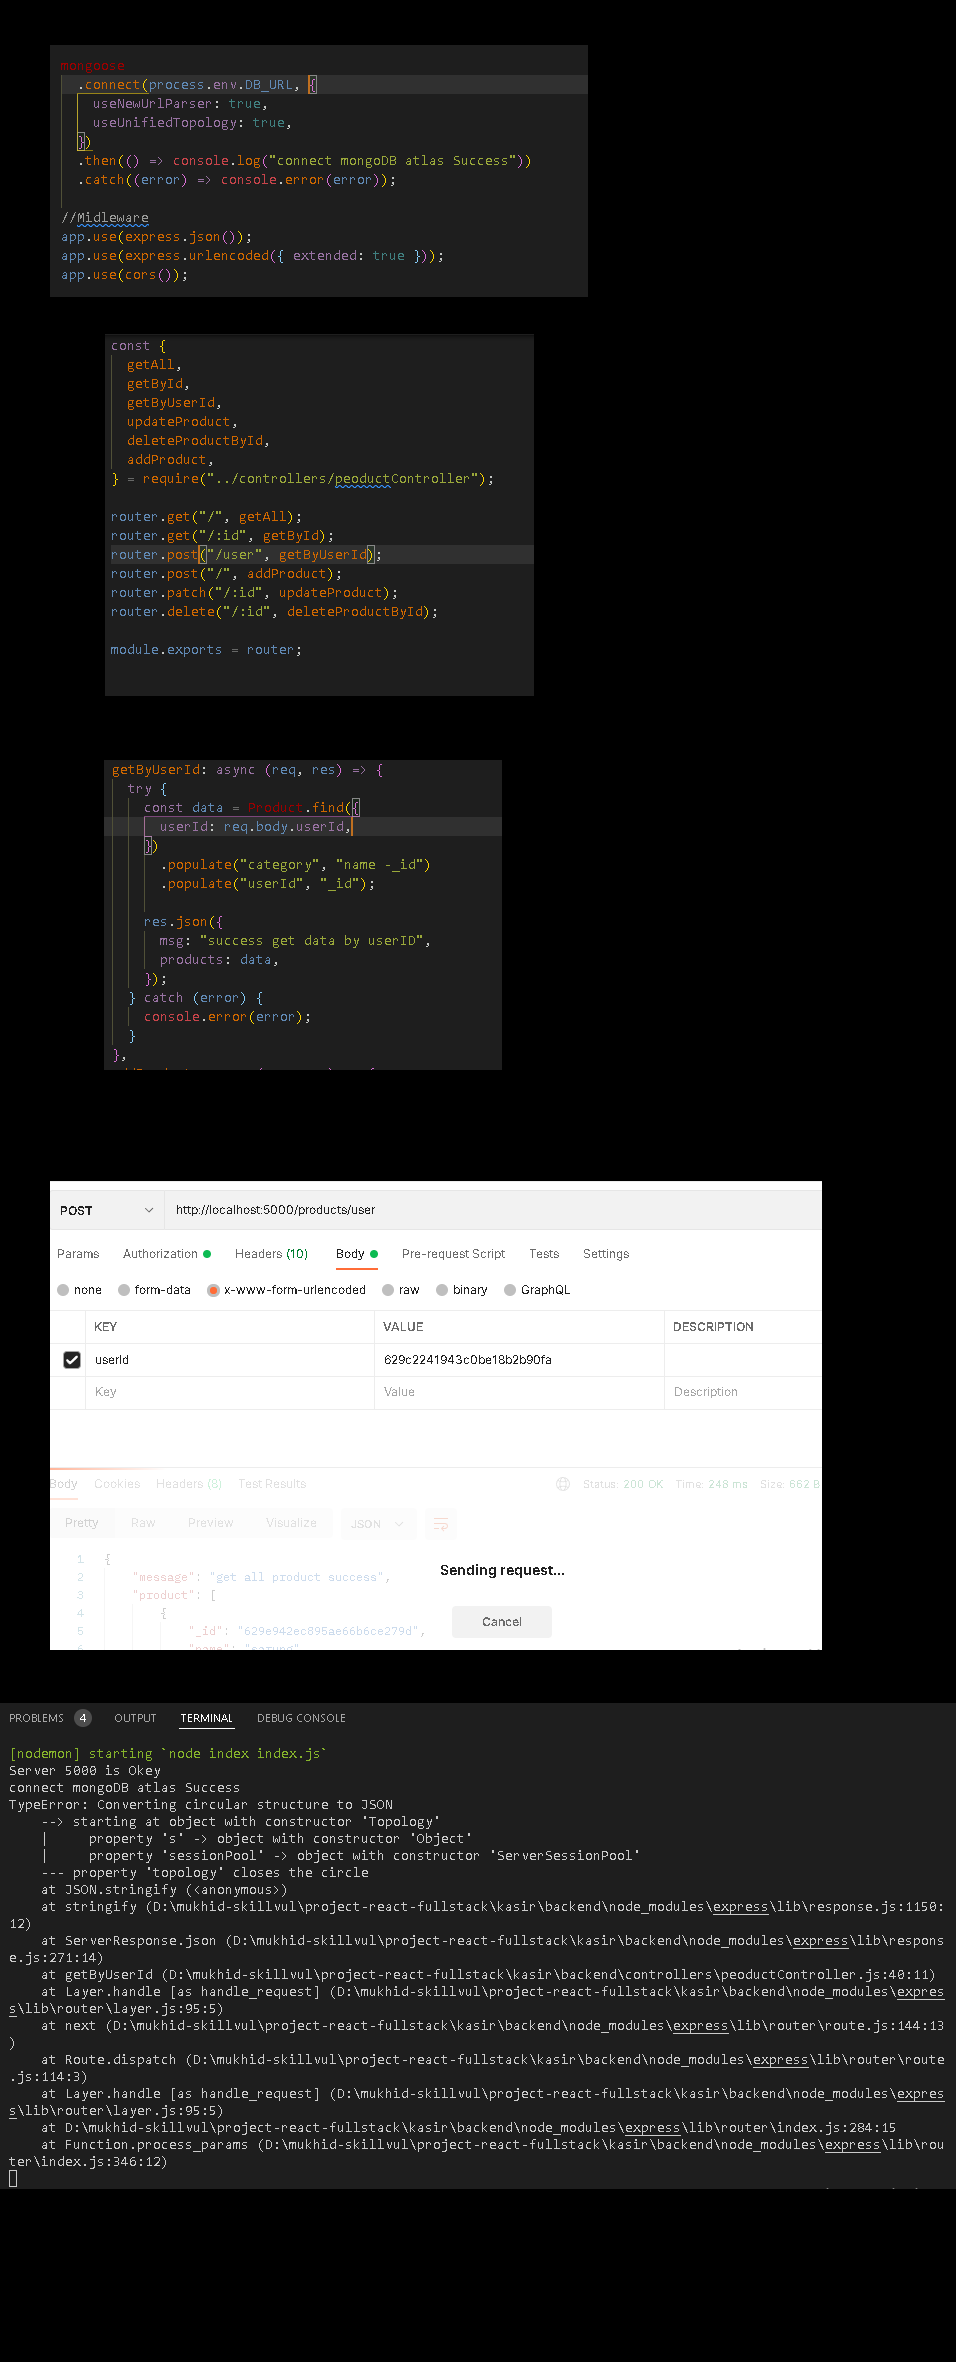 mongoose
  .connect(process.env.DB_URL, {
    useNewUrlParser: true,
    useUnifiedTopology: true,
  })
  .then(() => console.log("connect mongoDB atlas Success"))
  .catch((error) => console.error(error));
//Midleware
app.use(express.json());
app.use(express.urlencoded({ extended: true }));
app.use(cors());
const {
  getAll,
  getById,
  getByUserId,
  updateProduct,
  deleteProductById,
  addProduct,
} = require("../controllers/peoductController");
router.get("/", getAll);
router.get("/:id", getById);
router.post("/user", getByUserId);
router.post("/", addProduct);
router.patch("/:id", updateProduct);
router.delete("/:id", deleteProductById);
module.exports = router;
getByUserId: async (req, res) => {
  try {
    const data = Product.find({
      userId: req.body.userId,
    })
      .populate("category", "name -_id")
      .populate("userId", "_id");
    res.json({
      msg: "success get data by userID",
      products: data,
    });
  } catch (error) {
    console.error(error);
  }
},
POST http://localhost:5000/products/user
Params Authorization Headers (10) Body Pre-request Script Tests Settings
none form-data x-www-form-urlencoded raw binary GraphQL
KEY VALUE DESCRIPTION
userId 629c2241943c0be18b2b90fa
Key Value Description
Body Cookies Headers (8) Test Results Status: 200 OK Time: 248 ms Size: 662 B
Pretty Raw Preview Visualize JSON
1 {
2 "message": "get all product success",
3 "product": [
4 {
5 "_id": "629e942ec895ae66b6ce279d",
6 "name": "sarung"
Sending request...
Cancel
PROBLEMS 4 OUTPUT TERMINAL DEBUG CONSOLE
[nodemon] starting `node index index.js`
Server 5000 is Okey
connect mongoDB atlas Success
TypeError: Converting circular structure to JSON
    --> starting at object with constructor 'Topology'
    |     property 's' -> object with constructor 'Object'
    |     property 'sessionPool' -> object with constructor 'ServerSessionPool'
    --- property 'topology' closes the circle
    at JSON.stringify (<anonymous>)
    at stringify (D:\mukhid-skillvul\project-react-fullstack\kasir\backend\node_modules\express\lib\response.js:1150:
12)
    at ServerResponse.json (D:\mukhid-skillvul\project-react-fullstack\kasir\backend\node_modules\express\lib\respons
e.js:271:14)
    at getByUserId (D:\mukhid-skillvul\project-react-fullstack\kasir\backend\controllers\peoductController.js:40:11)
    at Layer.handle [as handle_request] (D:\mukhid-skillvul\project-react-fullstack\kasir\backend\node_modules\expres
s\lib\router\layer.js:95:5)
    at next (D:\mukhid-skillvul\project-react-fullstack\kasir\backend\node_modules\express\lib\router\route.js:144:13
)
    at Route.dispatch (D:\mukhid-skillvul\project-react-fullstack\kasir\backend\node_modules\express\lib\router\route
.js:114:3)
    at Layer.handle [as handle_request] (D:\mukhid-skillvul\project-react-fullstack\kasir\backend\node_modules\expres
s\lib\router\layer.js:95:5)
    at D:\mukhid-skillvul\project-react-fullstack\kasir\backend\node_modules\express\lib\router\index.js:284:15
    at Function.process_params (D:\mukhid-skillvul\project-react-fullstack\kasir\backend\node_modules\express\lib\rou
ter\index.js:346:12)